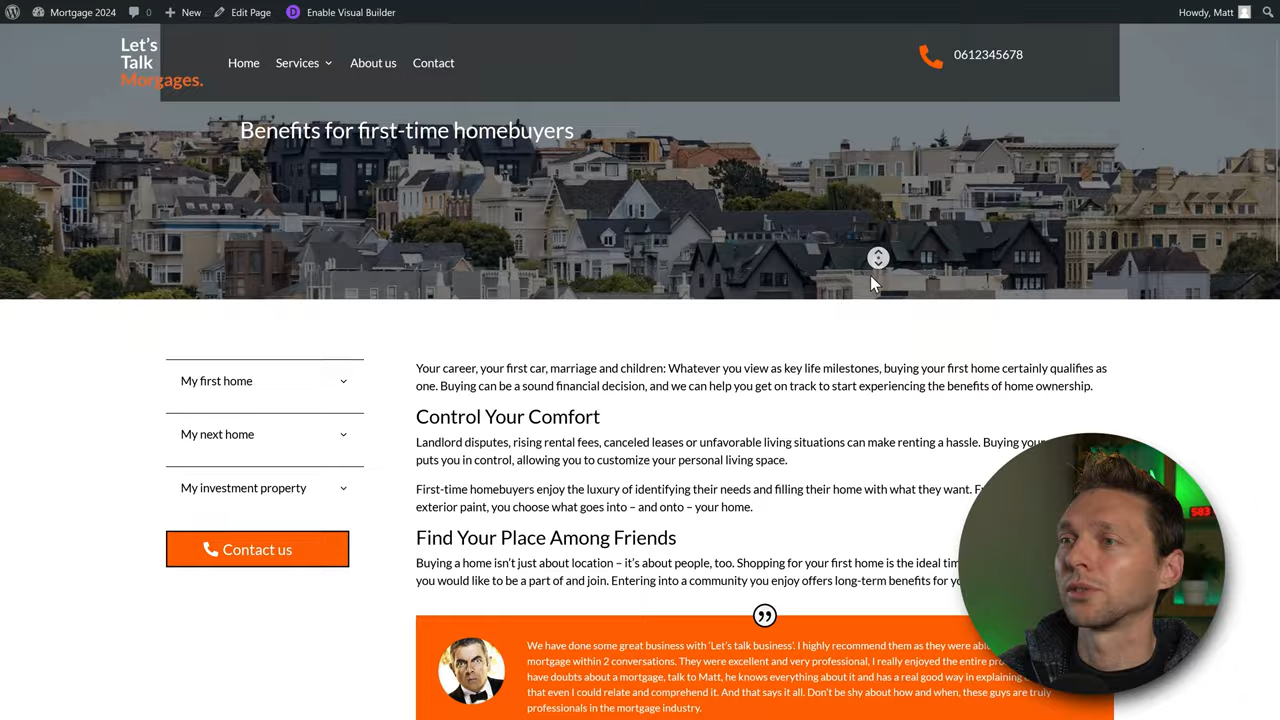 Mortgage 2024
0
New
Edit Page
Enable Visual Builder
Howdy, Matt
Let's
Talk
Morgages.
Home
Services
About us
Contact
0612345678
Benefits for first-time homebuyers
My first home
My next home
My investment property
Contact us
Your career, your first car, marriage and children: Whatever you view as key life milestones, buying your first home certainly qualifies as
one. Buying can be a sound financial decision, and we can help you get on track to start experiencing the benefits of home ownership.
Control Your Comfort
Landlord disputes, rising rental fees, canceled leases or unfavorable living situations can make renting a hassle. Buying
puts you in control, allowing you to customize your personal living space.
First-time homebuyers enjoy the luxury of identifying their needs and filling their home with what they want.
exterior paint, you choose what goes into – and onto – your home.
Find Your Place Among Friends
Buying a home isn't just about location – it's about people, too. Shopping for your first home is the ideal
you would like to be a part of and join. Entering into a community you enjoy offers long-term benefits for
We have done some great business with 'Let's talk business'. I highly recommend them as they were
mortgage within 2 conversations. They were excellent and very professional, I really enjoyed the entire
have doubts about a mortgage, talk to Matt, he knows everything about it and has a real good way in explaining
that even I could relate and comprehend it. And that says it all. Don't be shy about how and when, these guys are truly
professionals in the mortgage industry.
583